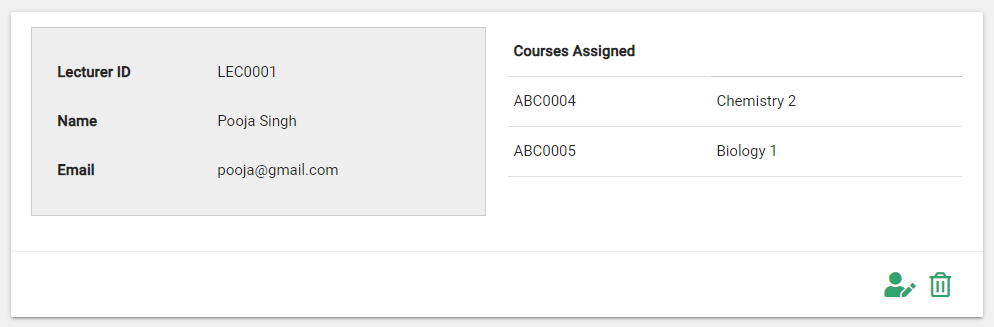 Lecturer ID LEC0001
Name Pooja Singh
Email pooja@gmail.com
Courses Assigned
ABC0004 Chemistry 2
ABC0005 Biology 1